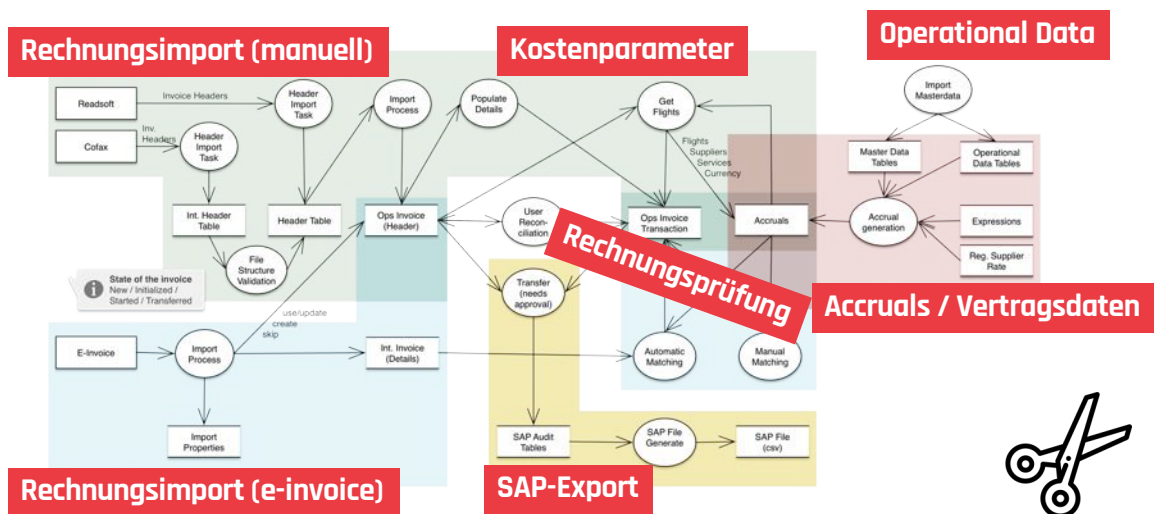 Rechnungsimport (manuell)
Kostenparameter
Operational Data
Readsoft
Invoice Headers
Header
Import
Task
Import
Process
Populate
Details
Get
Flights
Import
Masterdata
Cofax
Inv.
Headers
Header
Import
Task
Flights
Suppliers
Services
Currency
Master Data
Tables
Operational
Data Tables
Int. Header
Table
Header Table
Ops Invoice
(Header)
User
Recon-
ciliation
Ops Invoice
Transaction
Accruals
Accrual
generation
Expressions
Reg. Supplier
Rate
File
Structure
Validation
State of the invoice
New / Initialized /
Started / Transferred
Rechnungsprüfung
Transfer
(needs
approval)
Accruals / Vertragsdaten
use/update
create
skip
E-Invoice
Import
Process
Int. Invoice
(Details)
Automatic
Matching
Manual
Matching
Import
Properties
SAP Audit
Tables
SAP File
Generate
SAP File
(csv)
Rechnungsimport (e-invoice)
SAP-Export